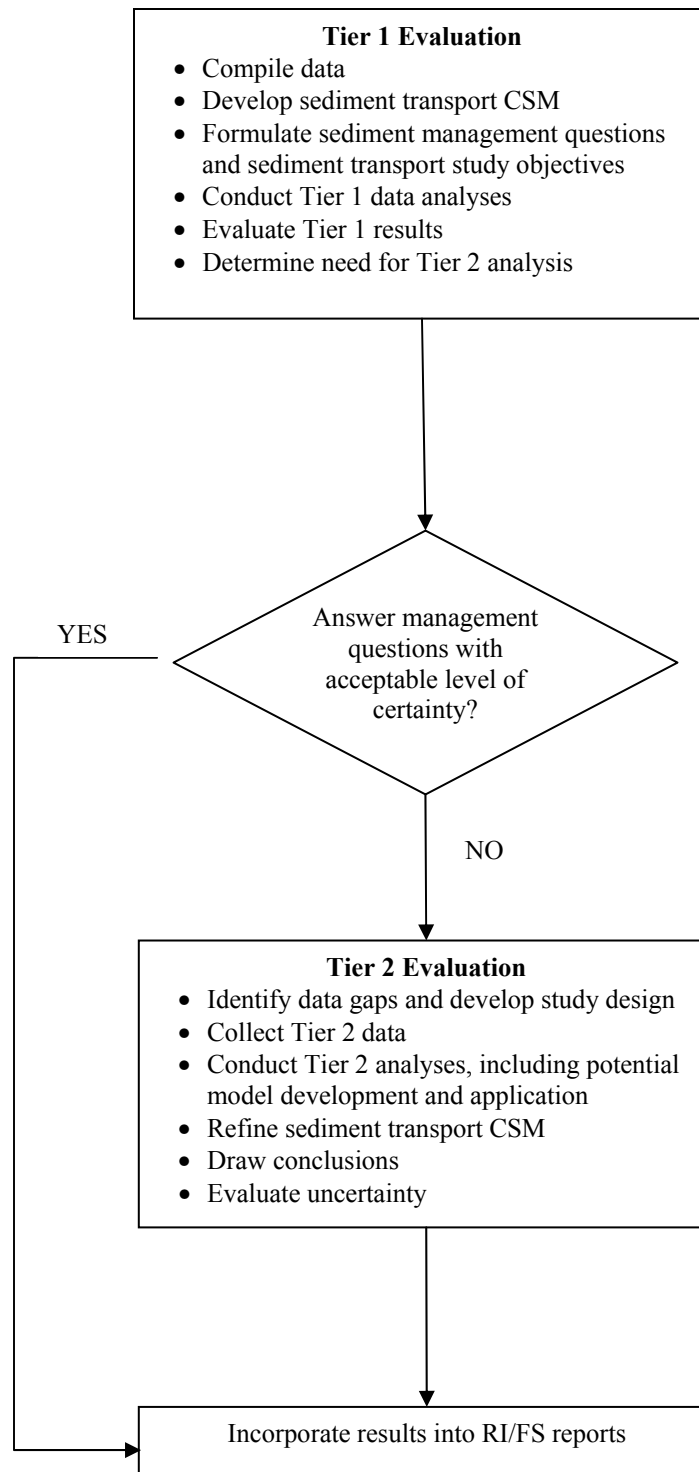 Tier 1 Evaluation
• Compile data
• Develop sediment transport CSM
• Formulate sediment management questions
and sediment transport study objectives
• Conduct Tier 1 data analyses
• Evaluate Tier 1 results
• Determine need for Tier 2 analysis
Answer management
questions with
acceptable level of
certainty?
YES
NO
Tier 2 Evaluation
• Identify data gaps and develop study design
• Collect Tier 2 data
• Conduct Tier 2 analyses, including potential
model development and application
• Refine sediment transport CSM
• Draw conclusions
• Evaluate uncertainty
Incorporate results into RI/FS reports